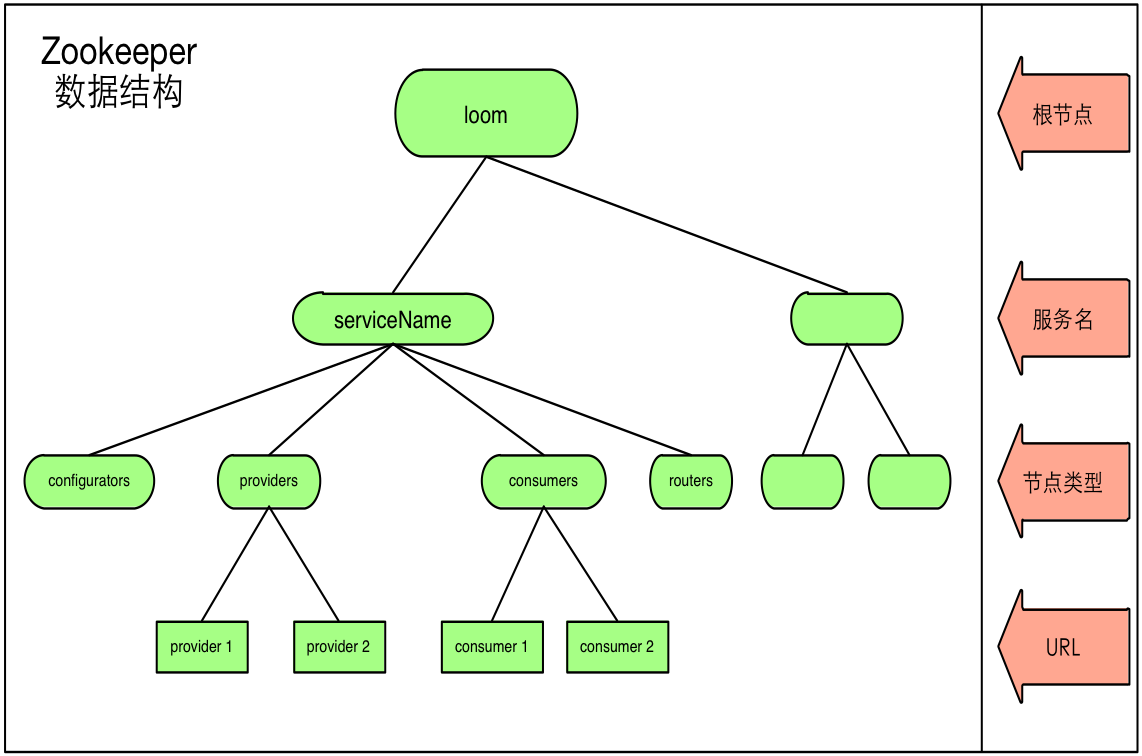 Zookeeper
数据结构
loom
根节点
serviceName
服务名
configurators
providers
consumers
routers
节点类型
provider 1
provider 2
consumer 1
consumer 2
URL